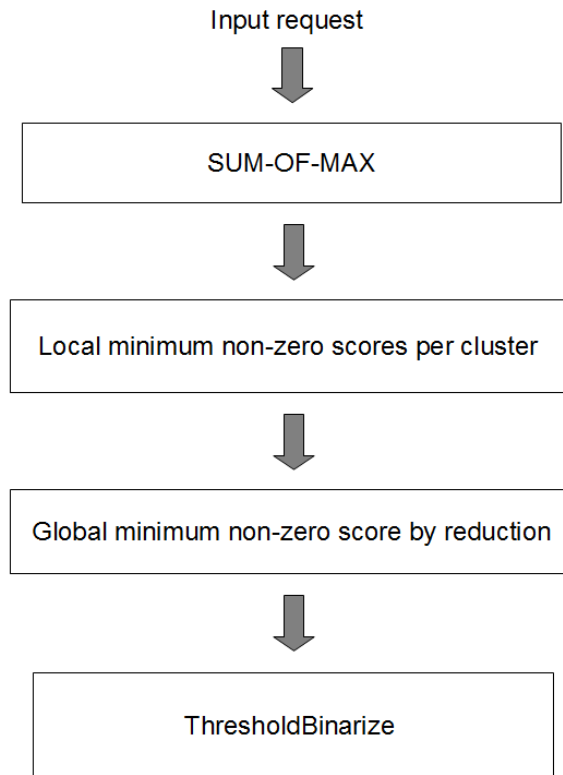 Input request
SUM-OF-MAX
Local minimum non-zero scores per cluster
Global minimum non-zero score by reduction
ThresholdBinarize